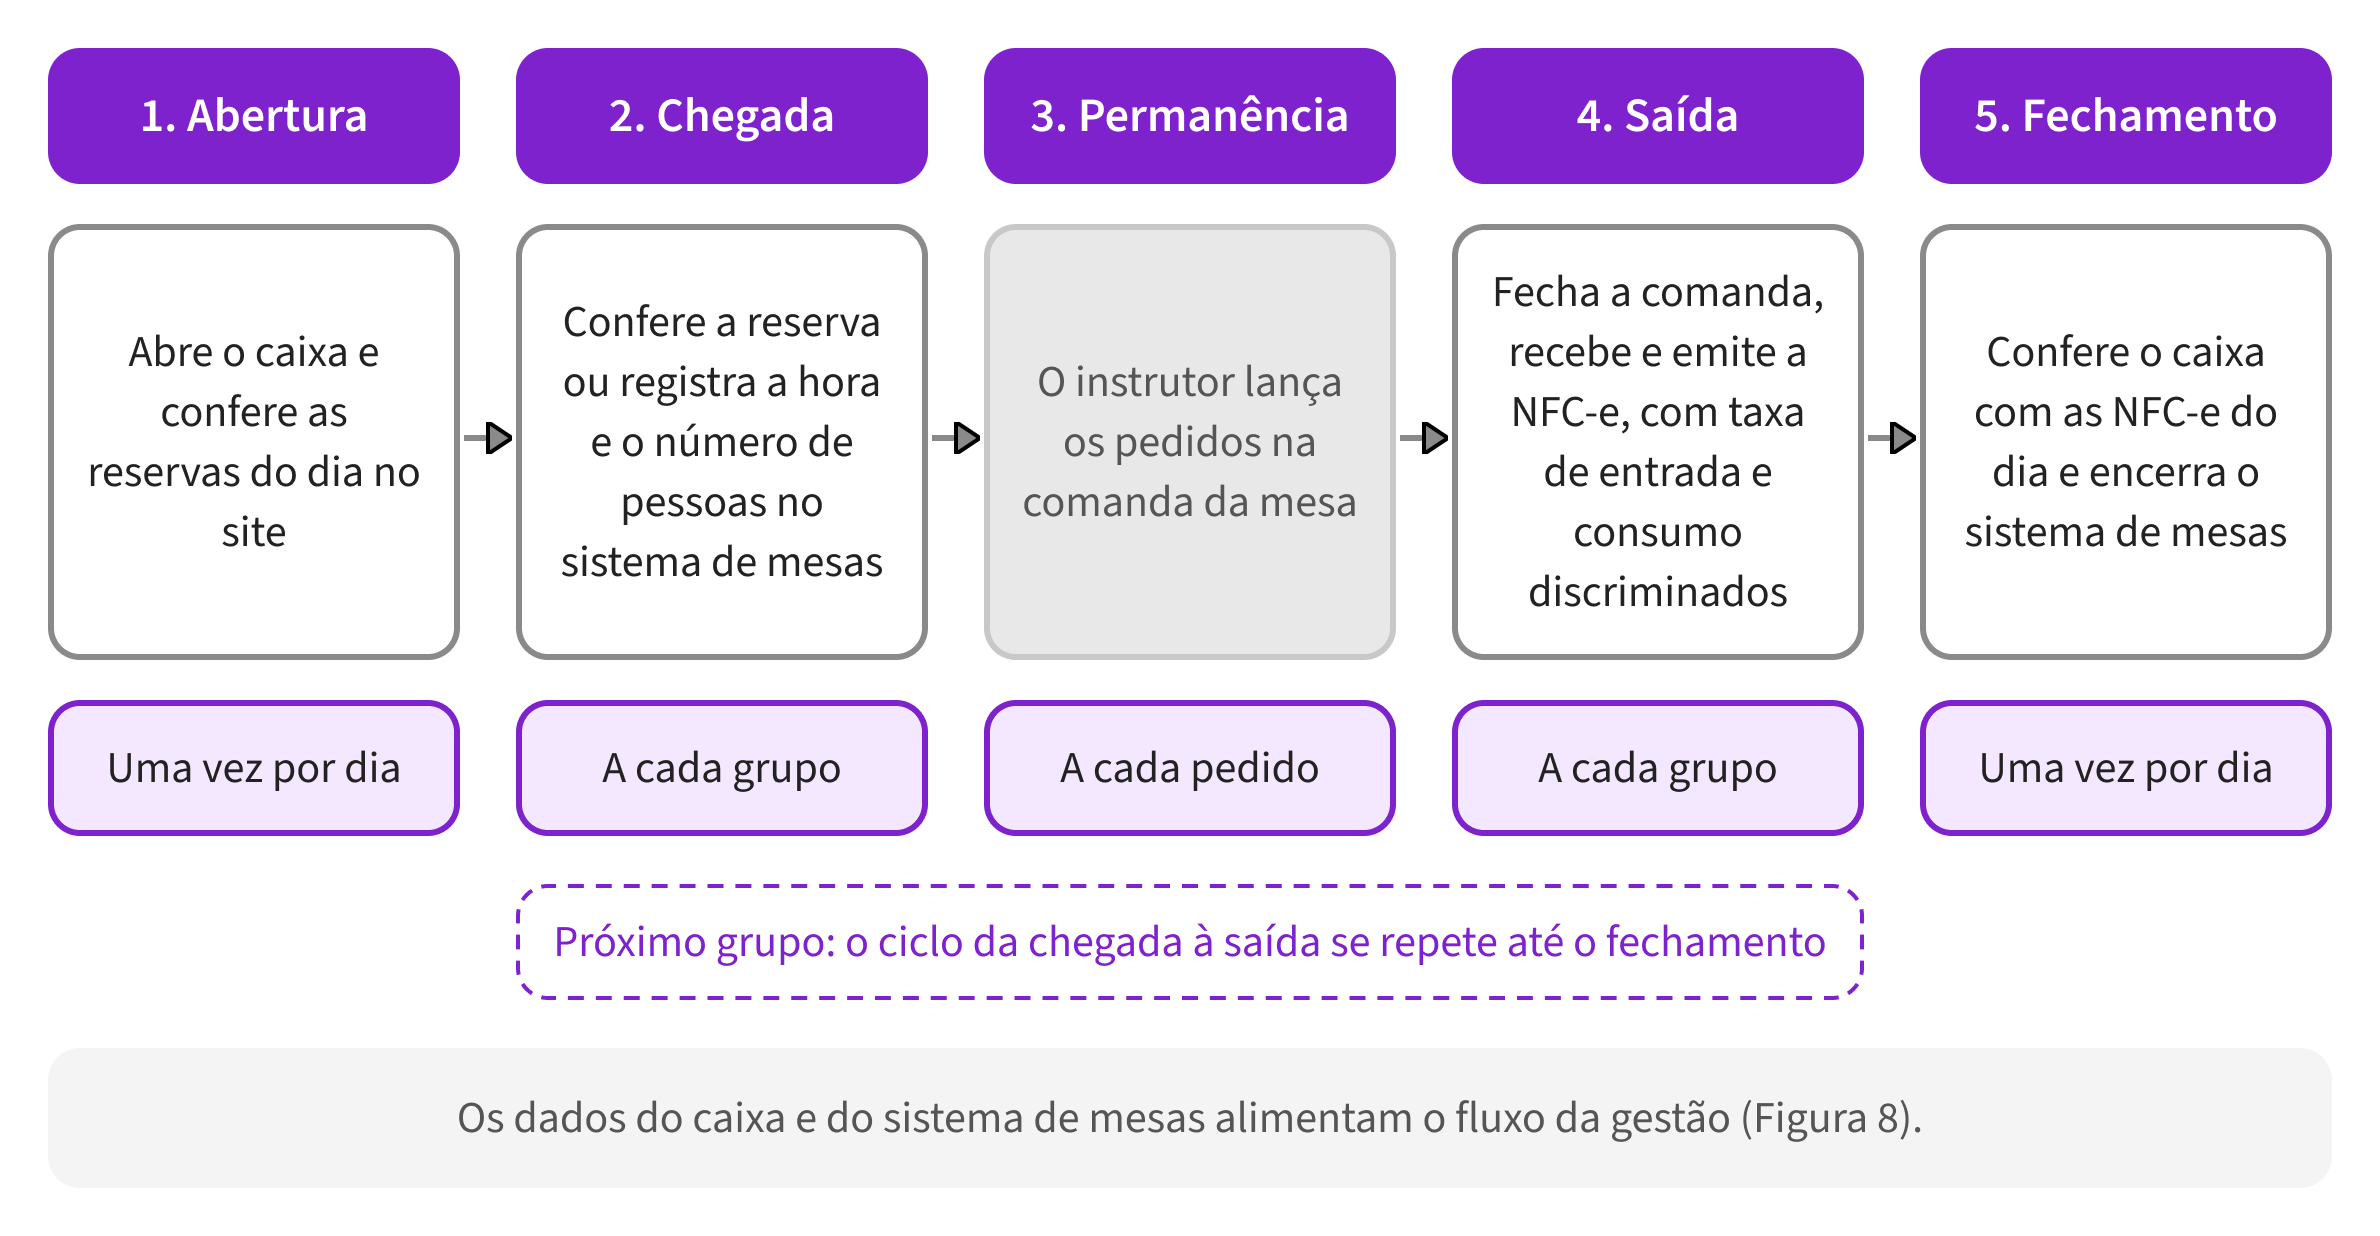 1. Abertura
2. Chegada
3. Permanência
4. Saída
5. Fechamento
Abre o caixa e
confere as
reservas do dia no
site
Confere a reserva
ou registra a hora
e o número de
pessoas no
sistema de mesas
O instrutor lança
os pedidos na
comanda da mesa
Fecha a comanda,
recebe e emite a
NFC-e, com taxa
de entrada e
consumo
discriminados
Confere o caixa
com as NFC-e do
dia e encerra o
sistema de mesas
Uma vez por dia
A cada grupo
A cada pedido
A cada grupo
Uma vez por dia
Próximo grupo: o ciclo da chegada à saída se repete até o fechamento
Os dados do caixa e do sistema de mesas alimentam o fluxo da gestão (Figura 8).